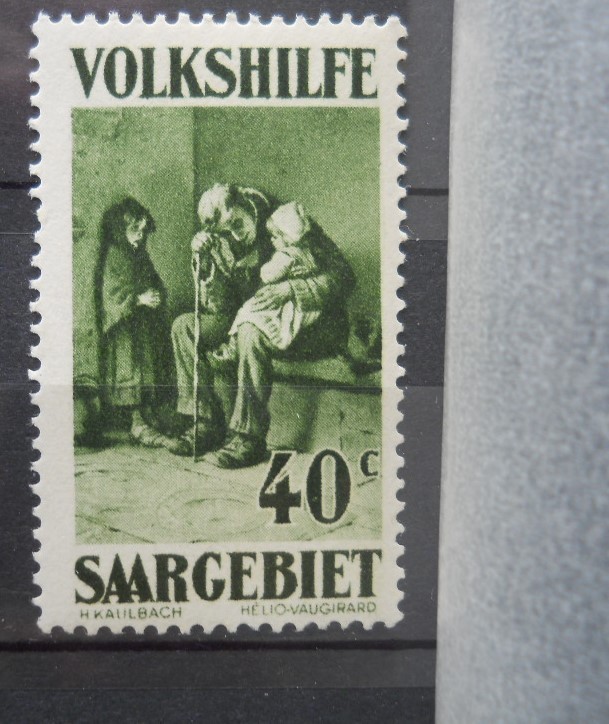 VOLKSHILFE
40c
SAARGEBIET
H KAULBACH HÉLIO-VAUGIRARD